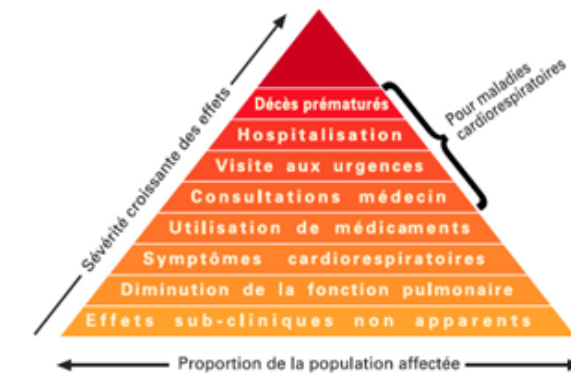 Décès prématurés
Hospitalisation
Visite aux urgences
Consultations médecin
Utilisation de médicaments
Symptômes cardiorespiratoires
Diminution de la fonction pulmonaire
Effets sub-cliniques non apparents
Sévérité croissante des effets
Pour maladies
cardiorespiratoires
Proportion de la population affectée